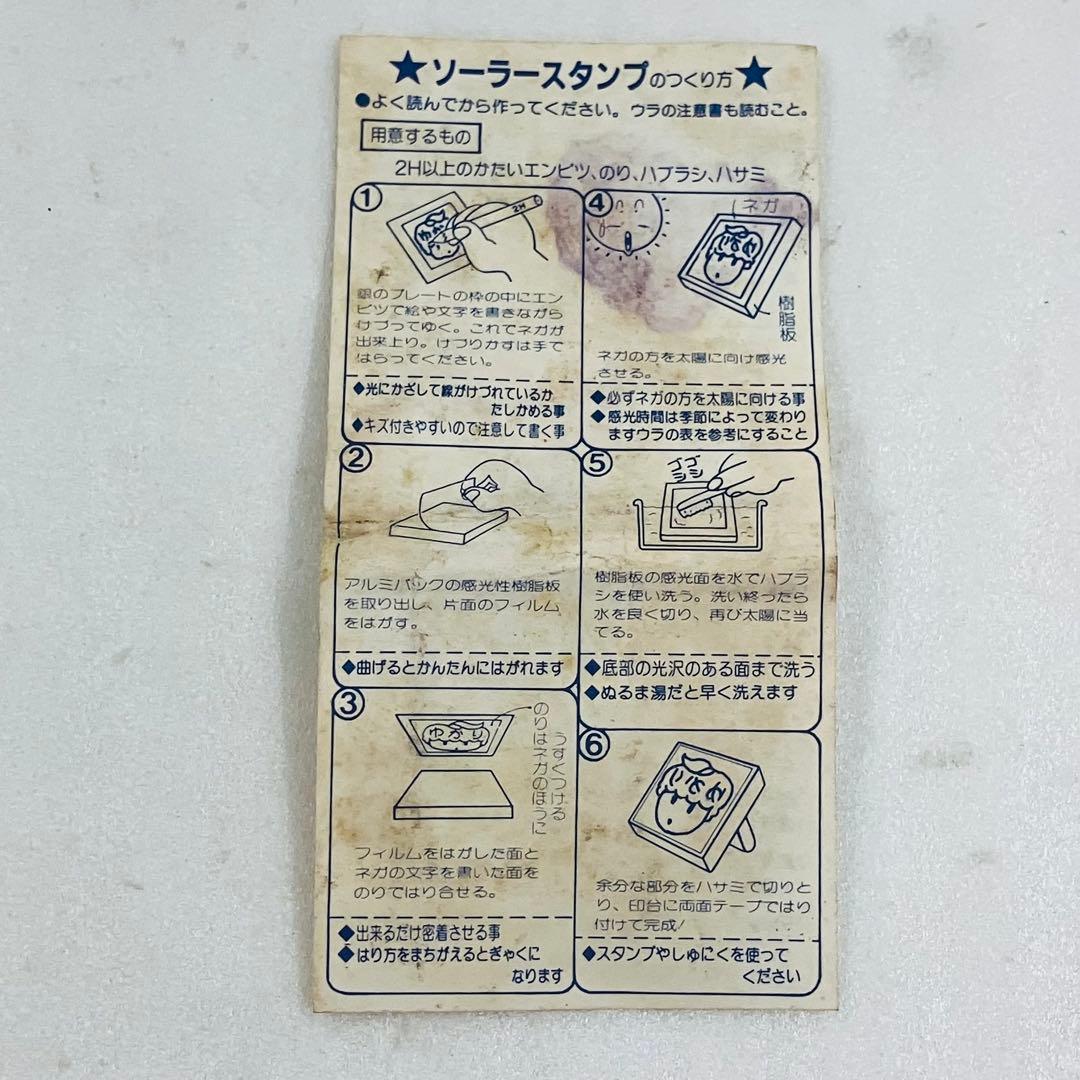 ★ソーラースタンプのつくり方★
●よく読んでから作ってください。ウラの注意書も読むこと。
用意するもの
2H以上のかたいエンピツ、のり、ハブラシ、ハサミ
①
2H
銀のプレートの枠の中にエン
ピツで絵や文字を書きながら
けづってゆく。これでネガが
出来上り。けづりかすは手で
はらってください。
◆光にかざして線がけづれているか
たしかめる事
◆キズ付きやすいので注意して書く事
②
アルミパックの感光性樹脂板
を取り出し、片面のフィルム
をはがす。
◆曲げるとかんたんにはがれます
③
ゆかり
のりはネガのほうに
うすくつける
フィルムをはがした面と
ネガの文字を書いた面を
のりではり合せる。
◆出来るだけ密着させる事
◆はり方をまちがえるとぎゃくに
なります
④
ネガ
樹脂板
ネガの方を太陽に向け感光
させる。
◆必ずネガの方を太陽に向ける事
◆感光時間は季節によって変わり
ますウラの表を参考にすること
⑤
ゴシゴシ
樹脂板の感光面を水でハブラ
シを使い洗う。洗い終ったら
水を良く切り、再び太陽に当
てる。
◆底部の光沢のある面まで洗う
◆ぬるま湯だと早く洗えます
⑥
余分な部分をハサミで切りと
り、印台に両面テープではり
付けて完成!
◆スタンプやしゅにくを使って
ください